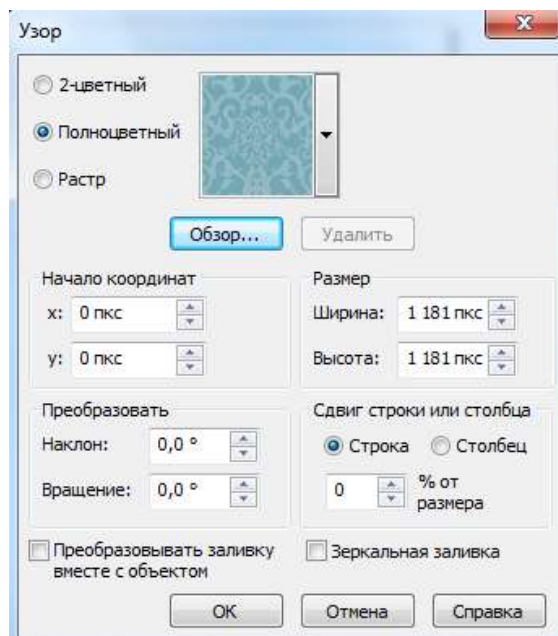 Узор
2-цветный
Полноцветный
Растр
Обзор... Удалить
Начало координат Размер
x: 0 пкс Ширина: 1 181 пкс
y: 0 пкс Высота: 1 181 пкс
Преобразовать Сдвиг строки или столбца
Наклон: 0,0 ° Строка Столбец
Вращение: 0,0 ° 0 % от
размера
Преобразовывать заливку Зеркальная заливка
вместе с объектом
ОК Отмена Справка